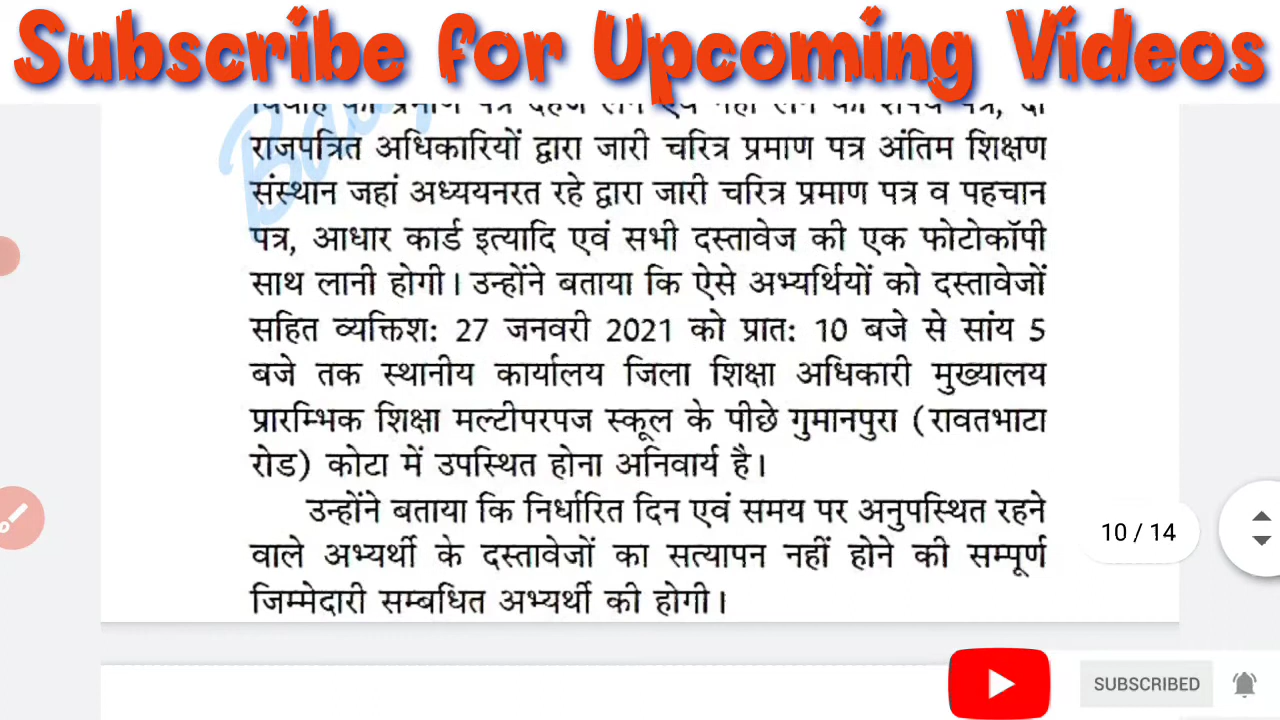 Subscribe for Upcoming Videos
राजपत्रित अधिकारियों द्वारा जारी चरित्र प्रमाण पत्र अंतिम शिक्षण
संस्थान जहां अध्ययनरत रहे द्वारा जारी चरित्र प्रमाण पत्र व पहचान
पत्र, आधार कार्ड इत्यादि एवं सभी दस्तावेज की एक फोटोकॉपी
साथ लानी होगी। उन्होंने बताया कि ऐसे अभ्यर्थियों को दस्तावेजों
सहित व्यक्तिश: 27 जनवरी 2021 को प्रात: 10 बजे से सांय 5
बजे तक स्थानीय कार्यालय जिला शिक्षा अधिकारी मुख्यालय
प्रारम्भिक शिक्षा मल्टीपरपज स्कूल के पीछे गुमानपुरा (रावतभाटा
रोड) कोटा में उपस्थित होना अनिवार्य है।
उन्होंने बताया कि निर्धारित दिन एवं समय पर अनुपस्थित रहने
वाले अभ्यर्थी के दस्तावेजों का सत्यापन नहीं होने की सम्पूर्ण
जिम्मेदारी सम्बधित अभ्यर्थी की होगी।
10 / 14
SUBSCRIBED